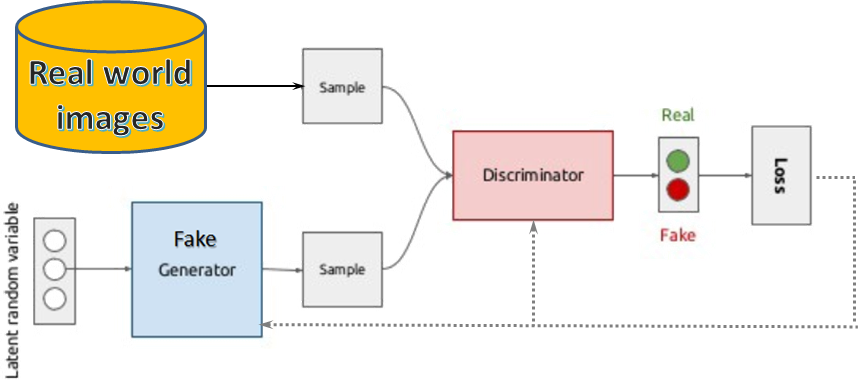 Real world
images
Sample
Real
Discriminator
Loss
Fake
Latent random variable
Fake
Generator
Sample